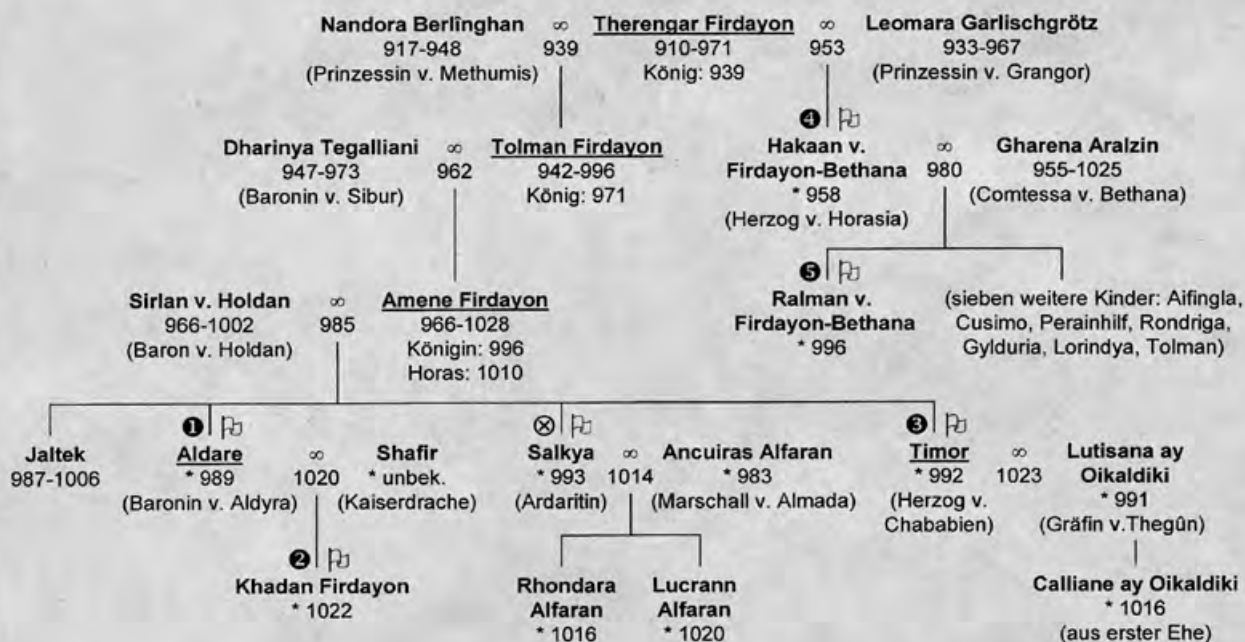 Nandora Berlînghan ∞ Therengar Firdayon ∞ Leomara Garlischgrötz
917-948 939 910-971 953 933-967
(Prinzessin v. Methumis) König: 939 (Prinzessin v. Grangor)
❹
Dharinya Tegalliani ∞ Tolman Firdayon Hakaan v. ∞ Gharena Aralzin
947-973 962 942-996 Firdayon-Bethana 980 955-1025
(Baronin v. Sibur) König: 971 * 958 (Comtessa v. Bethana)
(Herzog v. Horasia)
❺
Sirlan v. Holdan ∞ Amene Firdayon Ralman v. (sieben weitere Kinder: Aifingla,
966-1002 985 966-1028 Firdayon-Bethana Cusimo, Perainhilf, Rondriga,
(Baron v. Holdan) Königin: 996 * 996 Gylduria, Lorindya, Tolman)
Horas: 1010
❶ ⊗ ❸
Jaltek Aldare ∞ Shafir Salkya ∞ Ancuiras Alfaran Timor ∞ Lutisana ay
987-1006 * 989 1020 * unbek. * 993 1014 * 983 * 992 1023 Oikaldiki
(Baronin v. Aldyra) (Kaiserdrache) (Ardaritin) (Marschall v. Almada) (Herzog v. * 991
Chababien) (Gräfin v.Thegûn)
❷
Khadan Firdayon Rhondara Lucrann Calliane ay Oikaldiki
* 1022 Alfaran Alfaran * 1016
* 1016 * 1020 (aus erster Ehe)